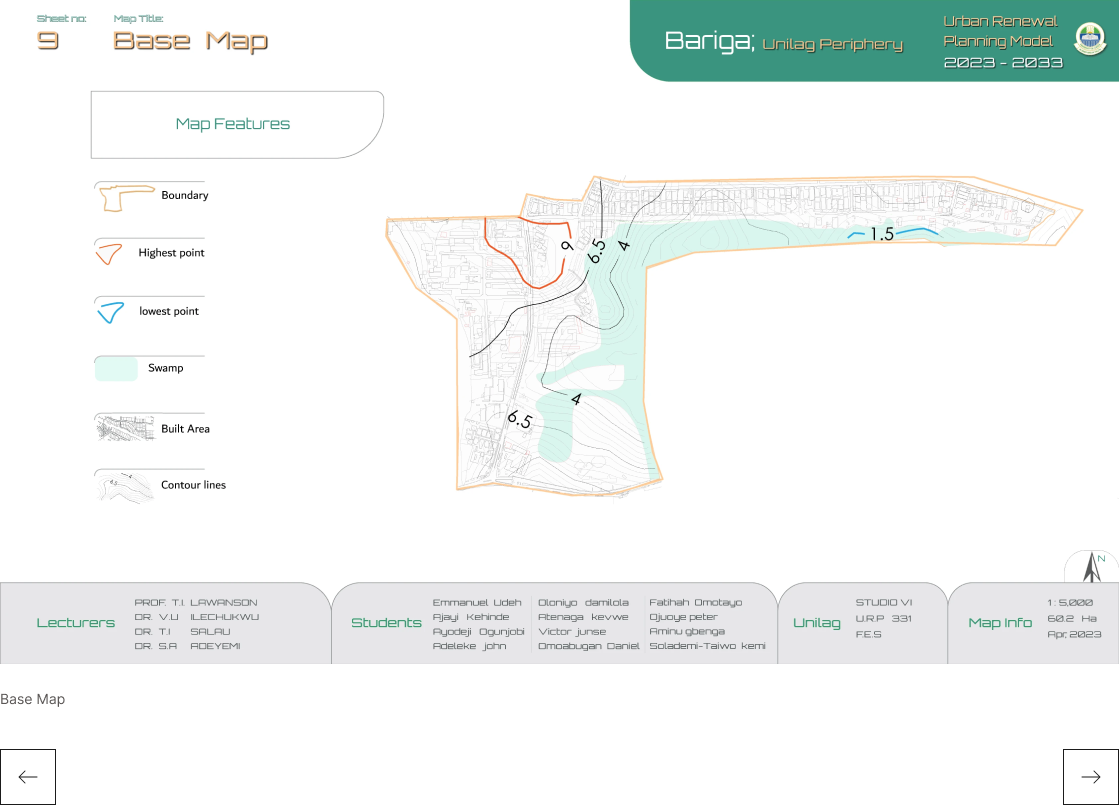 Sheet no:
Map Title:
9
Base Map
Bariga; Unilag Periphery
Urban Renewal
Planning Model
2023 - 2033
Map Features
Boundary
Highest point
lowest point
Swamp
Built Area
Contour lines
9
6.5
4
1.5
4
6.5
N
Lecturers
PROF. T.I. LAWANSON
DR. V.U ILECHUKWU
DR. T.I SALAU
DR. S.A ADEYEMI
Students
Emmanuel Udeh
Ajayi Kehinde
Ayodeji Ogunjobi
Adeleke john
Oloniyo damilola
Atenaga kevwe
Victor junse
Omoabugan Daniel
Fatihah Omotayo
Ojuoye peter
Aminu gbenga
Solademi-Taiwo kemi
Unilag
STUDIO VI
U.R.P 331
F.E.S
Map Info
1 : 5,000
60.2 Ha
Apr, 2023
Base Map